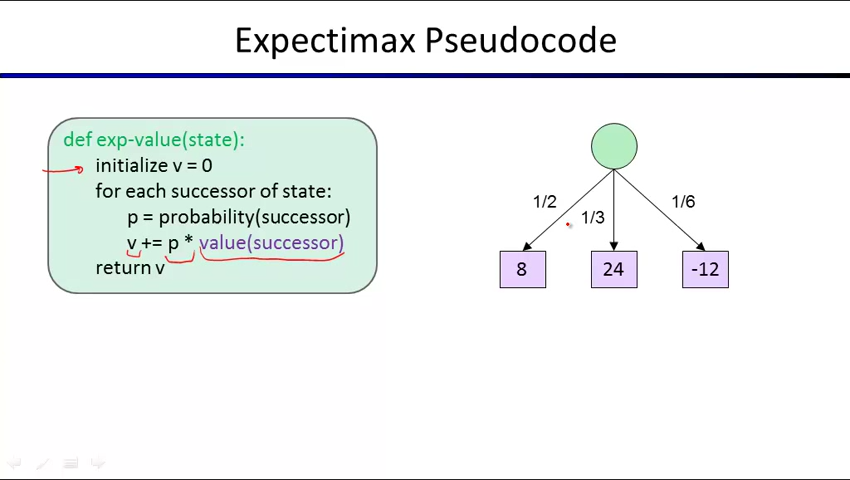 Expectimax Pseudocode
def exp-value(state):
initialize v = 0
for each successor of state:
p = probability(successor)
v += p * value(successor)
return v
1/2
1/3
1/6
8
24
-12